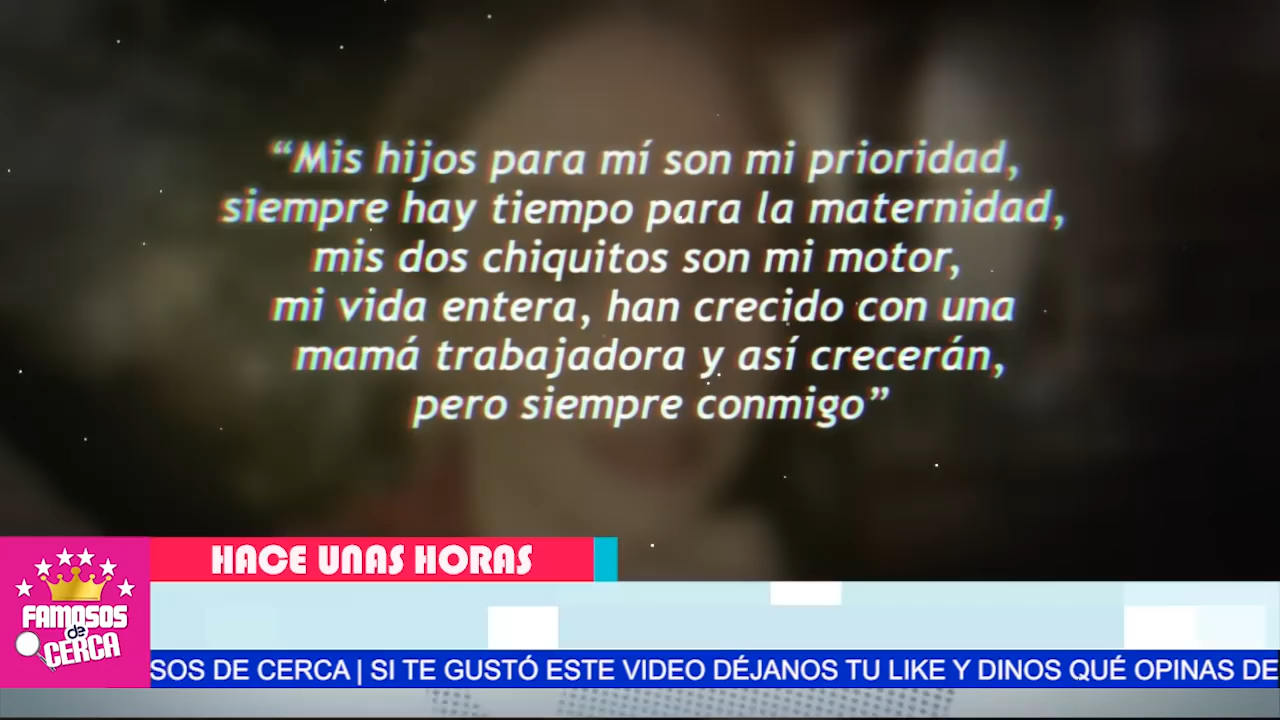 “Mis hijos para mí son mi prioridad,
siempre hay tiempo para la maternidad,
mis dos chiquitos son mi motor,
mi vida entera, han crecido con una
mamá trabajadora y así crecerán,
pero siempre conmigo”
HACE UNAS HORAS
FAMOSOS
de
CERCA
SOS DE CERCA | SI TE GUSTÓ ESTE VIDEO DÉJANOS TU LIKE Y DINOS QUÉ OPINAS DE